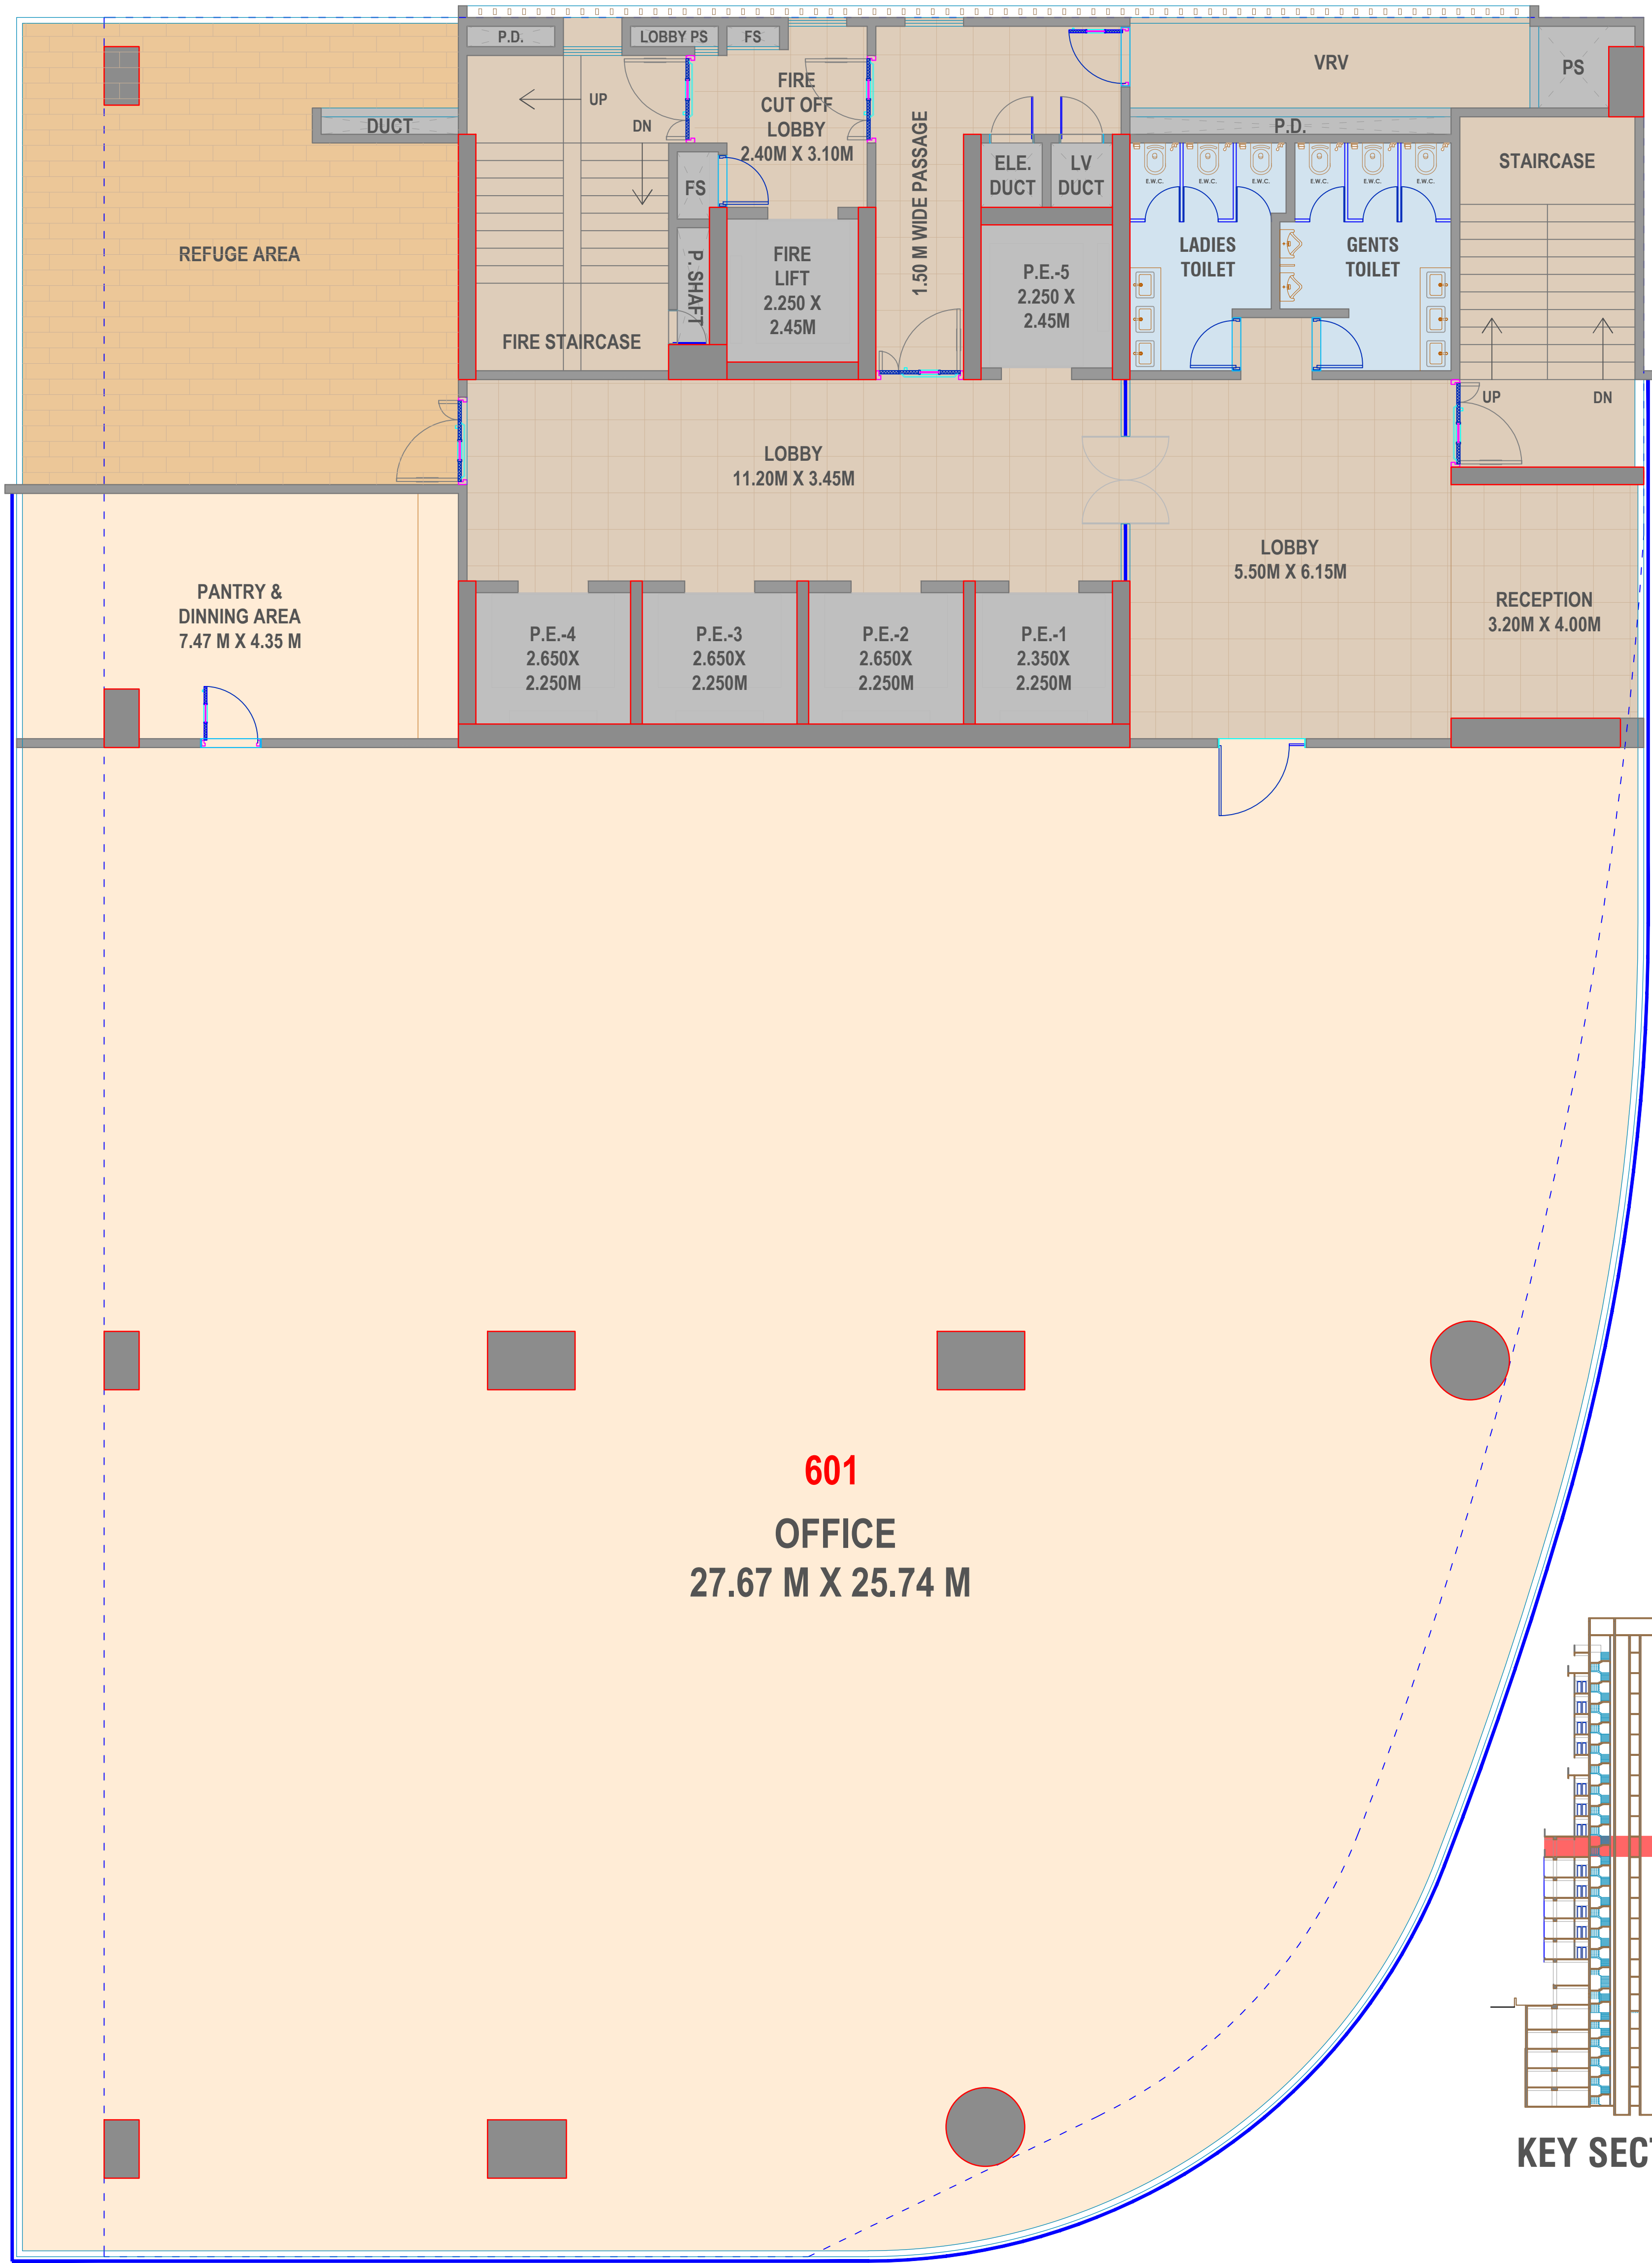 P.D.
LOBBY PS
FS
VRV
PS
UP
DN
FIRE
CUT OFF
LOBBY
2.40M X 3.10M
DUCT
P.D.
1.50 M WIDE PASSAGE
ELE.
DUCT
LV
DUCT
E.W.C.
E.W.C.
E.W.C.
E.W.C.
E.W.C.
E.W.C.
STAIRCASE
FS
REFUGE AREA
P. SHAFT
FIRE
LIFT
2.250 X
2.45M
P.E.-5
2.250 X
2.45M
LADIES
TOILET
GENTS
TOILET
FIRE STAIRCASE
UP
DN
LOBBY
11.20M X 3.45M
LOBBY
5.50M X 6.15M
PANTRY &
DINNING AREA
7.47 M X 4.35 M
RECEPTION
3.20M X 4.00M
P.E.-4
2.650X
2.250M
P.E.-3
2.650X
2.250M
P.E.-2
2.650X
2.250M
P.E.-1
2.350X
2.250M
601
OFFICE
27.67 M X 25.74 M
KEY SECT